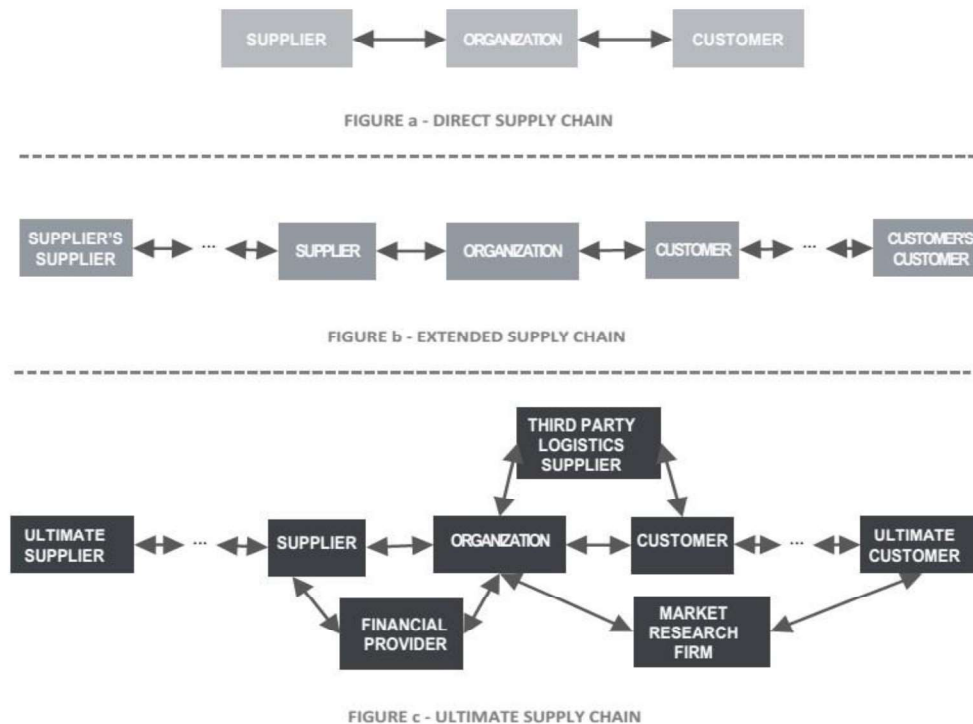 SUPPLIER
ORGANIZATION
CUSTOMER
FIGURE a - DIRECT SUPPLY CHAIN
SUPPLIER'S
SUPPLIER
...
SUPPLIER
ORGANIZATION
CUSTOMER
...
CUSTOMER'S
CUSTOMER
FIGURE b - EXTENDED SUPPLY CHAIN
THIRD PARTY
LOGISTICS
SUPPLIER
ULTIMATE
SUPPLIER
...
SUPPLIER
ORGANIZATION
CUSTOMER
...
ULTIMATE
CUSTOMER
FINANCIAL
PROVIDER
MARKET
RESEARCH
FIRM
FIGURE c - ULTIMATE SUPPLY CHAIN